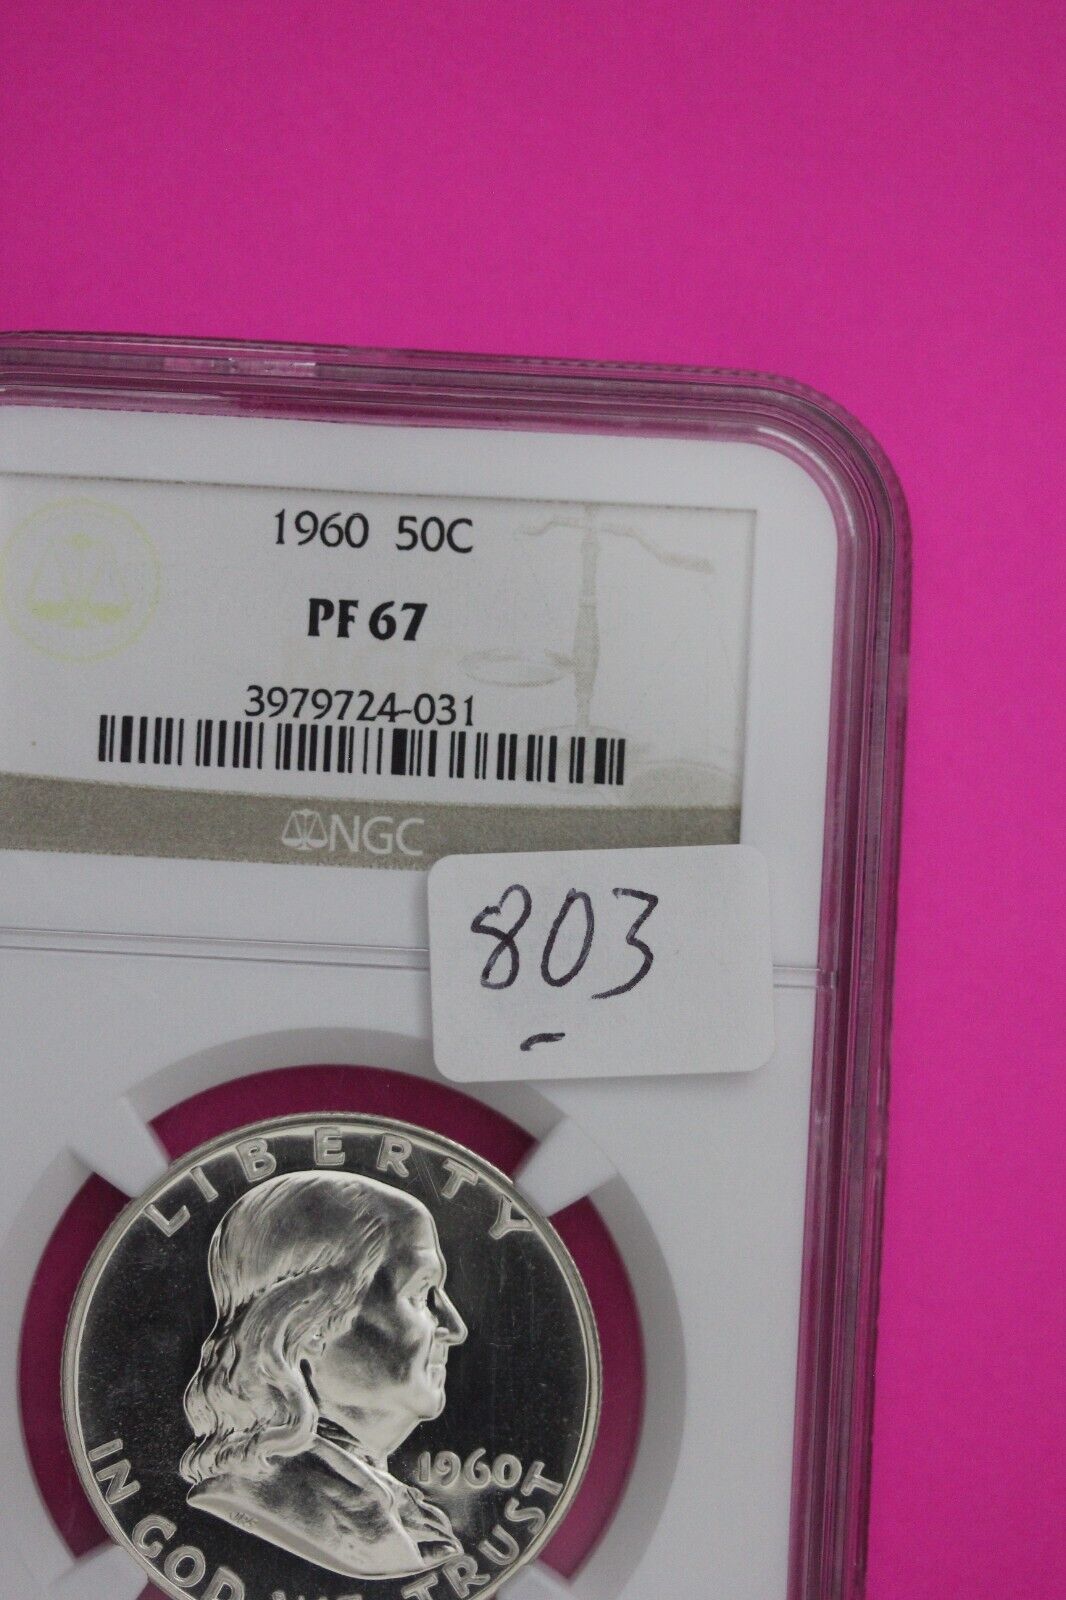 1960 50C
PF 67
3979724-031
NGC
803
LIBERTY
1960
IN GOD WE TRUST